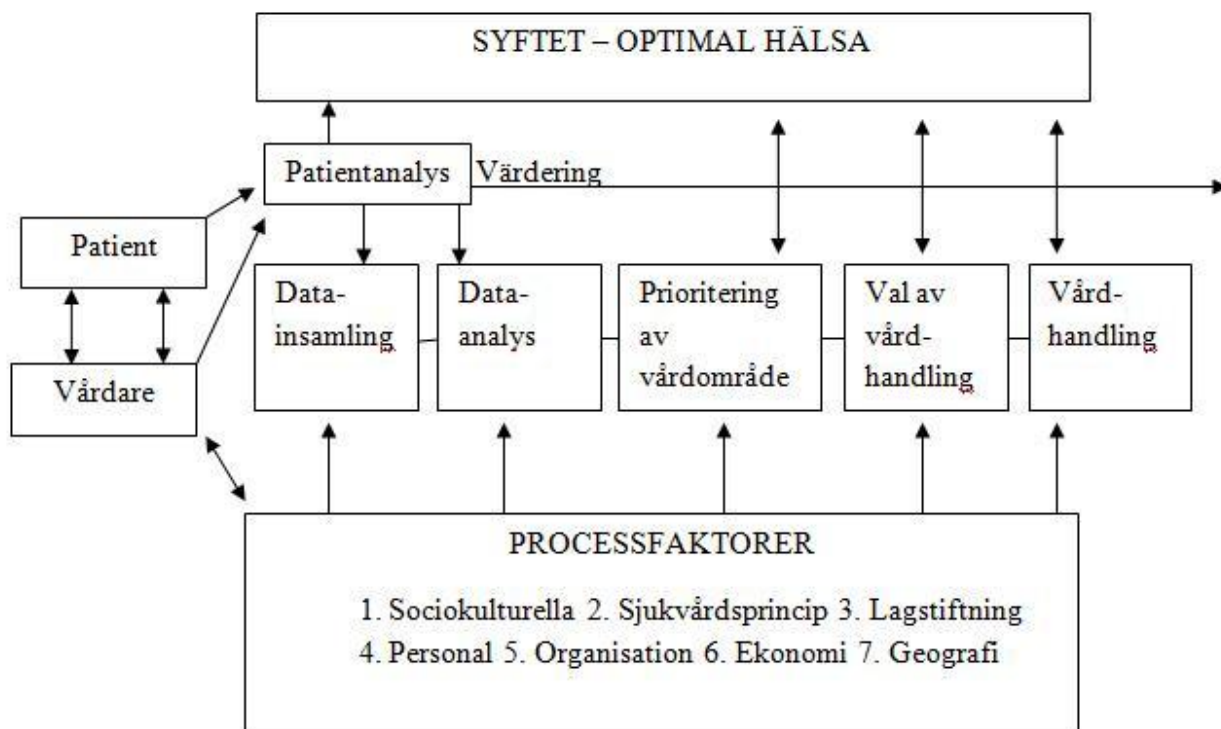 SYFTET – OPTIMAL HÄLSA
Patientanalys
Värdering
Patient
Vårdare
Data-
insamling
Data-
analys
Prioritering
av
vårdområde
Val av
vård-
handling
Vård-
handling
PROCESSFAKTORER
1. Sociokulturella 2. Sjukvårdsprincip 3. Lagstiftning
4. Personal 5. Organisation 6. Ekonomi 7. Geografi